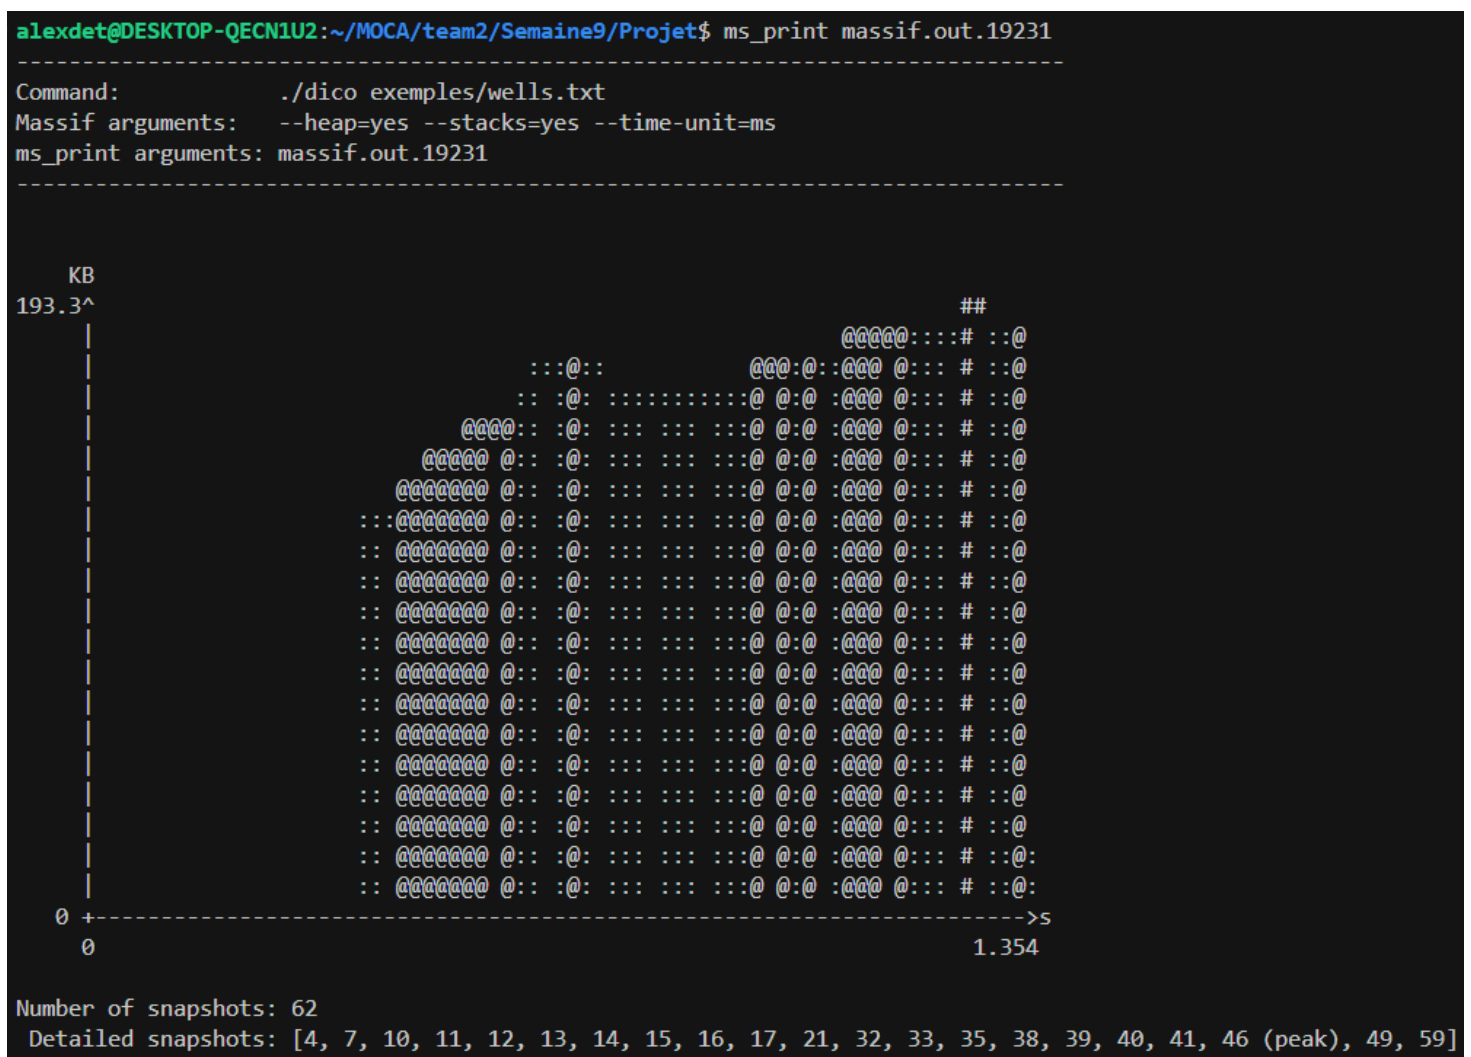 alexdet@DESKTOP-QECN1U2:~/MOCA/team2/Semaine9/Projet$ ms_print massif.out.19231
--------------------------------------------------------------------------------
Command:            ./dico exemples/wells.txt
Massif arguments:   --heap=yes --stacks=yes --time-unit=ms
ms_print arguments: massif.out.19231
--------------------------------------------------------------------------------
    KB
193.3^                                                                  ##
     |                                                         @@@@@::::# ::@
     |                                 :::@::           @@@:@::@@@ @::: # ::@
     |                                :: :@: :::::::::::@ @:@ :@@@ @::: # ::@
     |                            @@@@:: :@: ::: ::: :::@ @:@ :@@@ @::: # ::@
     |                         @@@@@ @:: :@: ::: ::: :::@ @:@ :@@@ @::: # ::@
     |                       @@@@@@@ @:: :@: ::: ::: :::@ @:@ :@@@ @::: # ::@
     |                    :::@@@@@@@ @:: :@: ::: ::: :::@ @:@ :@@@ @::: # ::@
     |                    :: @@@@@@@ @:: :@: ::: ::: :::@ @:@ :@@@ @::: # ::@
     |                    :: @@@@@@@ @:: :@: ::: ::: :::@ @:@ :@@@ @::: # ::@
     |                    :: @@@@@@@ @:: :@: ::: ::: :::@ @:@ :@@@ @::: # ::@
     |                    :: @@@@@@@ @:: :@: ::: ::: :::@ @:@ :@@@ @::: # ::@
     |                    :: @@@@@@@ @:: :@: ::: ::: :::@ @:@ :@@@ @::: # ::@
     |                    :: @@@@@@@ @:: :@: ::: ::: :::@ @:@ :@@@ @::: # ::@
     |                    :: @@@@@@@ @:: :@: ::: ::: :::@ @:@ :@@@ @::: # ::@
     |                    :: @@@@@@@ @:: :@: ::: ::: :::@ @:@ :@@@ @::: # ::@
     |                    :: @@@@@@@ @:: :@: ::: ::: :::@ @:@ :@@@ @::: # ::@
     |                    :: @@@@@@@ @:: :@: ::: ::: :::@ @:@ :@@@ @::: # ::@
     |                    :: @@@@@@@ @:: :@: ::: ::: :::@ @:@ :@@@ @::: # ::@:
     |                    :: @@@@@@@ @:: :@: ::: ::: :::@ @:@ :@@@ @::: # ::@:
   0 +----------------------------------------------------------------------->s
     0                                                                   1.354
Number of snapshots: 62
 Detailed snapshots: [4, 7, 10, 11, 12, 13, 14, 15, 16, 17, 21, 32, 33, 35, 38, 39, 40, 41, 46 (peak), 49, 59]